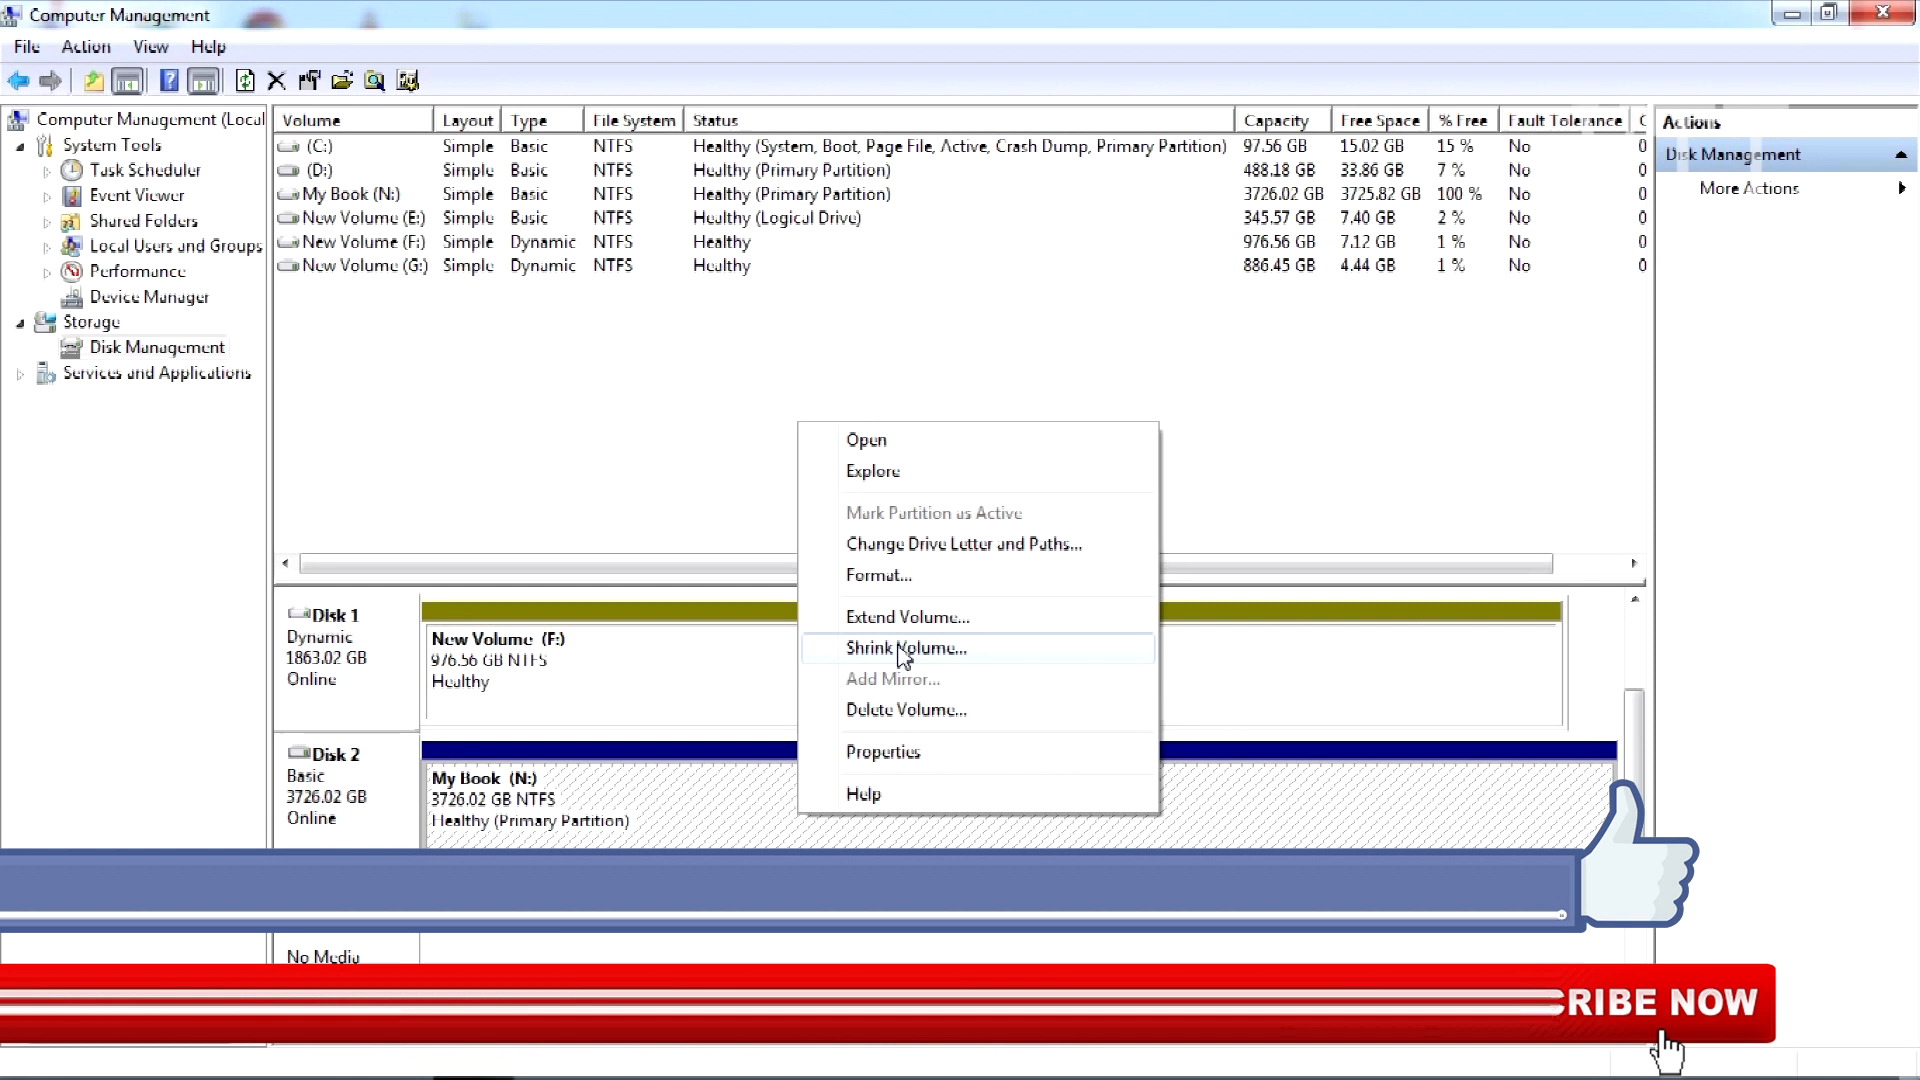 Computer Management
File Action View Help
Computer Management (Local
System Tools
Task Scheduler
Event Viewer
Shared Folders
Local Users and Groups
Performance
Device Manager
Storage
Disk Management
Services and Applications
Volume Layout Type File System Status Capacity Free Space % Free Fault Tolerance
(C:) Simple Basic NTFS Healthy (System, Boot, Page File, Active, Crash Dump, Primary Partition) 97.56 GB 15.02 GB 15 % No 0
(D:) Simple Basic NTFS Healthy (Primary Partition) 488.18 GB 33.86 GB 7 % No 0
My Book (N:) Simple Basic NTFS Healthy (Primary Partition) 3726.02 GB 3725.82 GB 100 % No 0
New Volume (E:) Simple Basic NTFS Healthy (Logical Drive) 345.57 GB 7.40 GB 2 % No 0
New Volume (F:) Simple Dynamic NTFS Healthy 976.56 GB 7.12 GB 1 % No 0
New Volume (G:) Simple Dynamic NTFS Healthy 886.45 GB 4.44 GB 1 % No 0
Actions
Disk Management
More Actions
Open
Explore
Mark Partition as Active
Change Drive Letter and Paths...
Format...
Extend Volume...
Shrink Volume...
Add Mirror...
Delete Volume...
Properties
Help
Disk 1
Dynamic
1863.02 GB
Online
New Volume (F:)
976.56 GB NTFS
Healthy
Disk 2
Basic
3726.02 GB
Online
My Book (N:)
3726.02 GB NTFS
Healthy (Primary Partition)
No Media
RIBE NOW